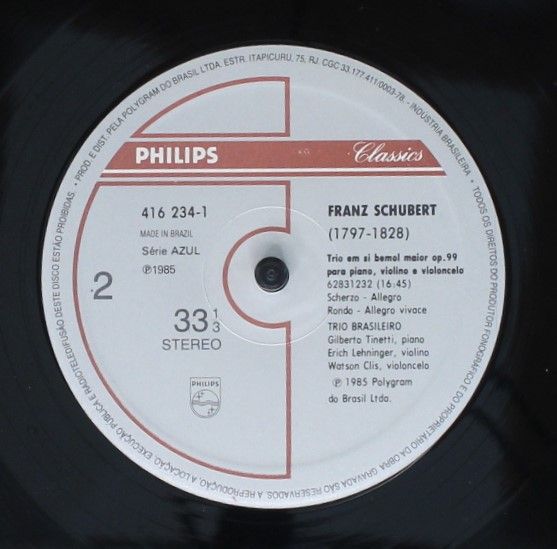 • PROD. E DIST. PELA POLYGRAM DO BRASIL LTDA. ESTR. ITAPICURU, 75, RJ. CGC 33.177.411/0003-78. - INDÚSTRIA BRASILEIRA •
TODOS OS DIREITOS DO PRODUTOR FONOGRÁFICO E DO PROPRIETÁRIO DA OBRA GRAVADA SÃO RESERVADOS. A REPRODUÇÃO, A LOCAÇÃO, EXECUÇÃO PÚBLICA E RADIOTELEDIFUSÃO DESTE DISCO ESTÃO PROIBIDAS
PHILIPS
Classics
416 234-1
MADE IN BRAZIL
Série AZUL
℗1985
2
33 1/3
STEREO
PHILIPS
FRANZ SCHUBERT
(1797-1828)
Trio em si bemol maior op.99
para piano, violino e violoncelo
62831232 (16:45)
Scherzo - Allegro
Rondo - Allegro vivace
TRIO BRASILEIRO
Gilberto Tinetti, piano
Erich Lehninger, violino
Watson Clis, violoncelo
℗ 1985 Polygram
do Brasil Ltda.